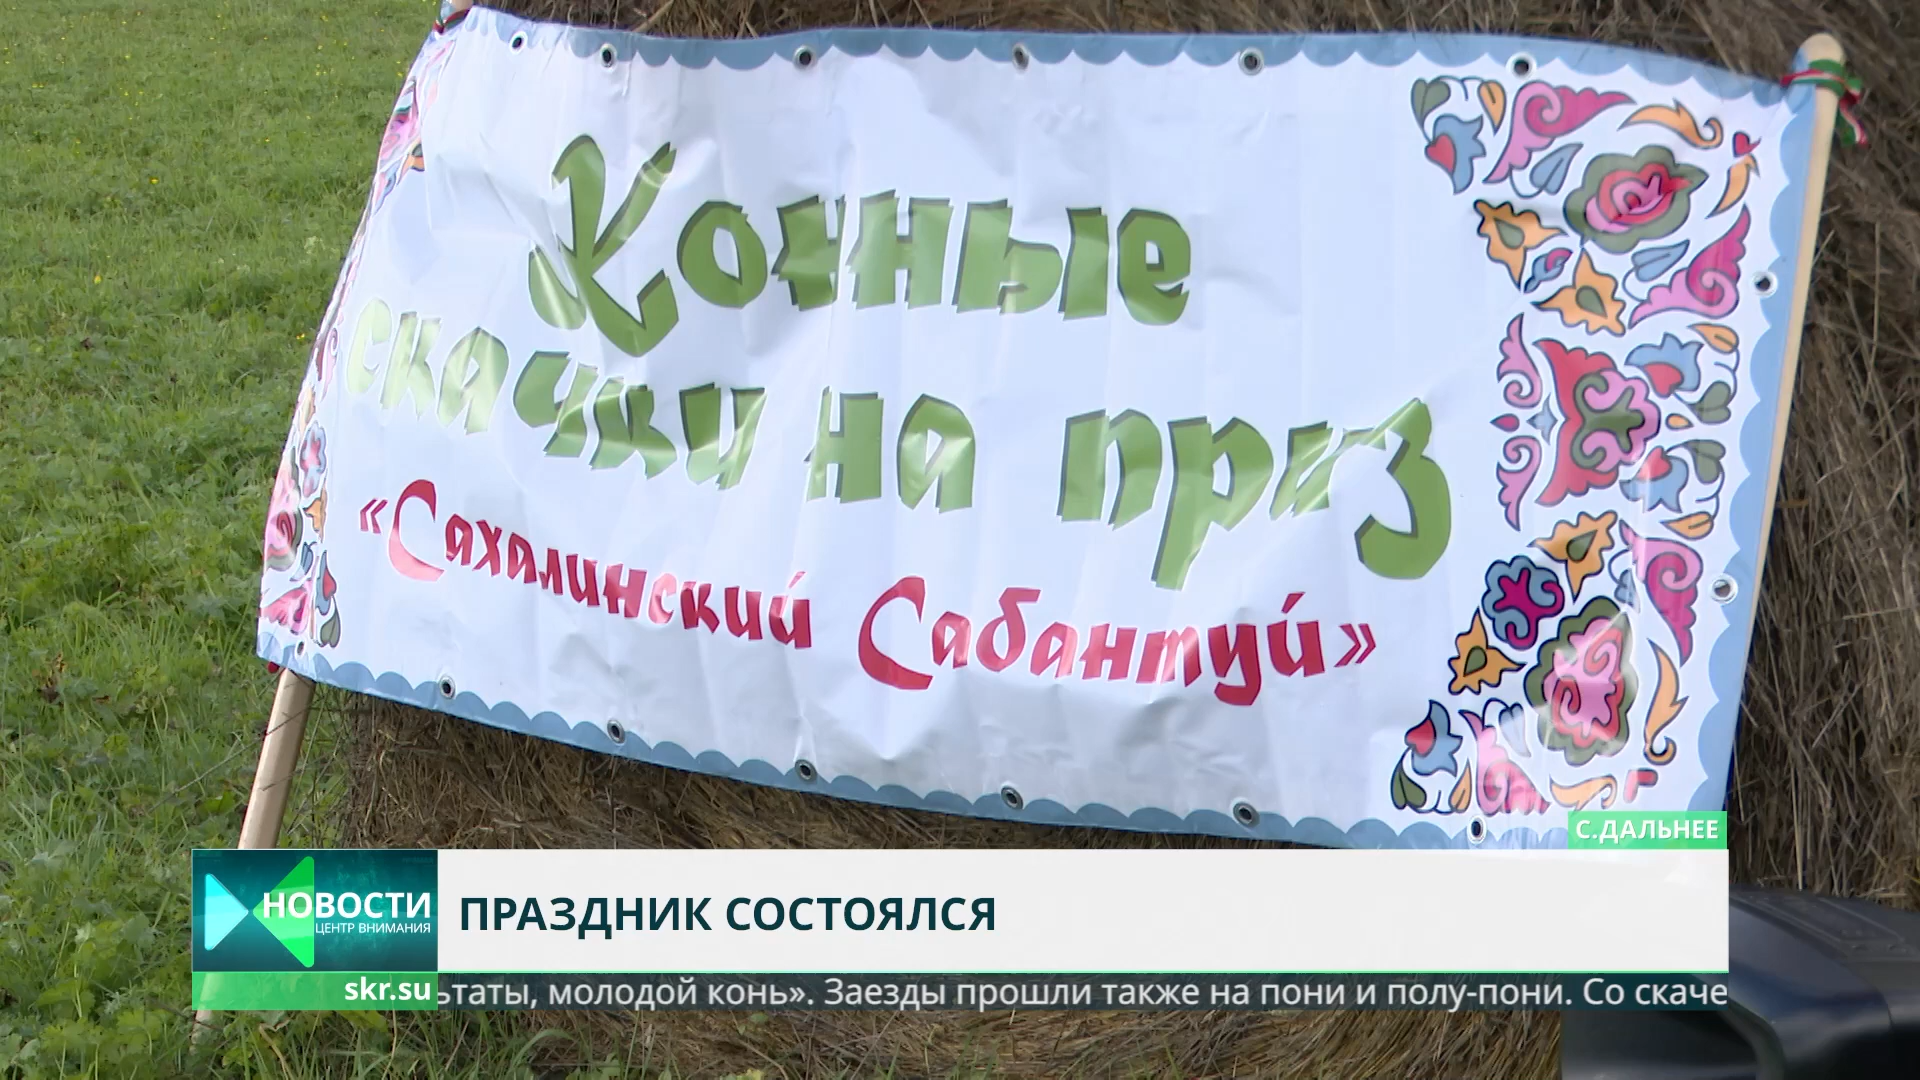 Конные
скачки на приз
«Сахалинский Сабантуй»
С.ДАЛЬНЕЕ
НОВОСТИ
ЦЕНТР ВНИМАНИЯ
ПРАЗДНИК СОСТОЯЛСЯ
skr.su
ьтаты, молодой конь». Заезды прошли также на пони и полу-пони. Со скаче